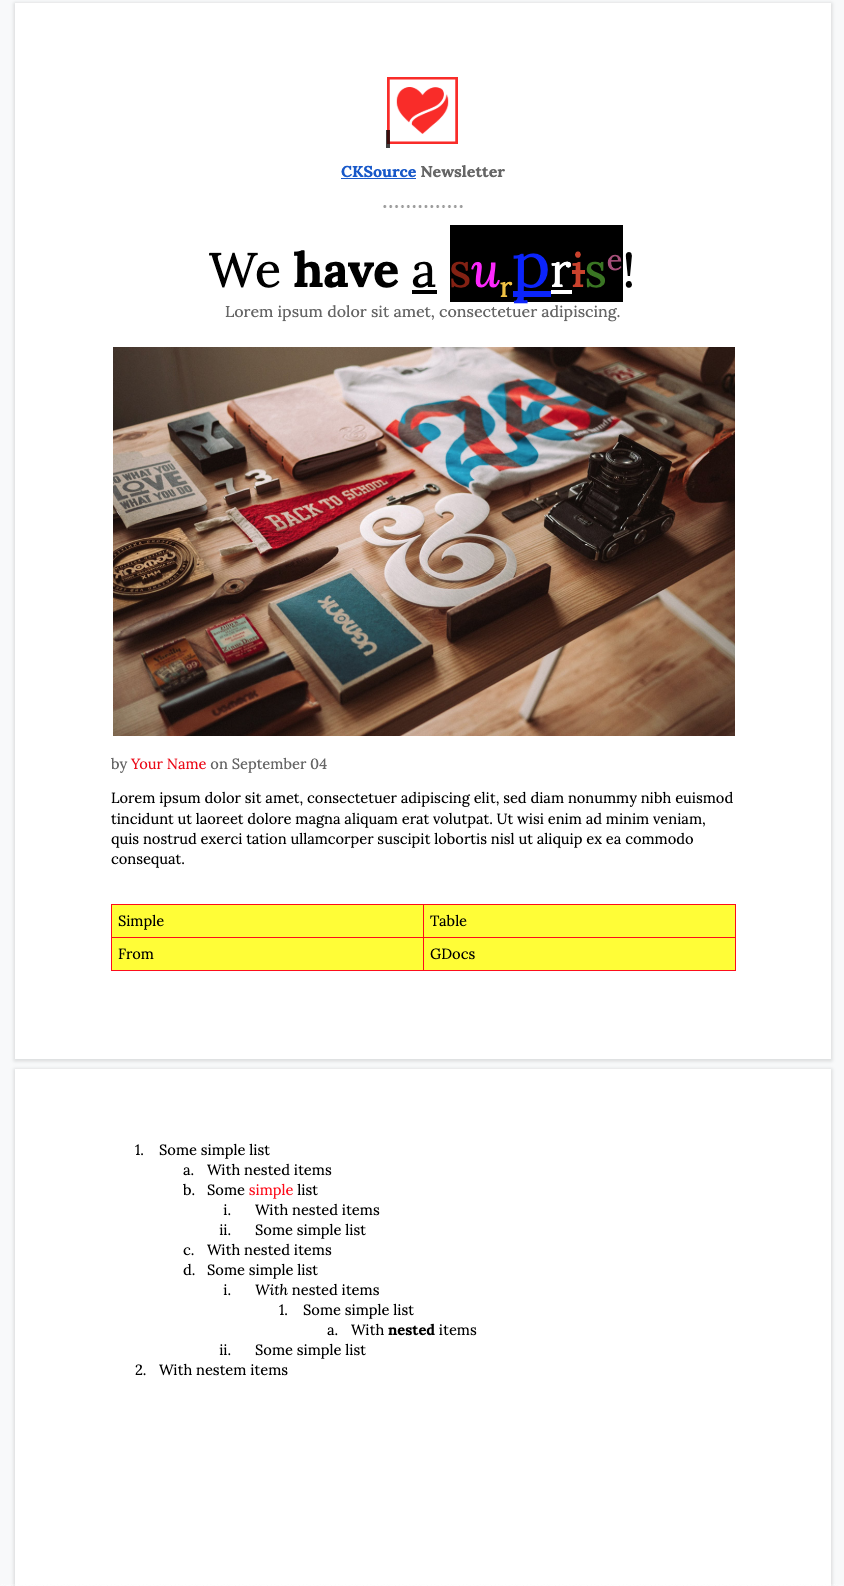 CKSource Newsletter
We have a surprise!
Lorem ipsum dolor sit amet, consectetuer adipiscing.
DO WHAT YOU
LOVE
WHAT YOU DO
BACK TO SCHOOL
UGMONK
by Your Name on September 04
Lorem ipsum dolor sit amet, consectetuer adipiscing elit, sed diam nonummy nibh euismod
tincidunt ut laoreet dolore magna aliquam erat volutpat. Ut wisi enim ad minim veniam,
quis nostrud exerci tation ullamcorper suscipit lobortis nisl ut aliquip ex ea commodo
consequat.
Simple Table
From GDocs
1. Some simple list
a. With nested items
b. Some simple list
i. With nested items
ii. Some simple list
c. With nested items
d. Some simple list
i. With nested items
1. Some simple list
a. With nested items
ii. Some simple list
2. With nestem items